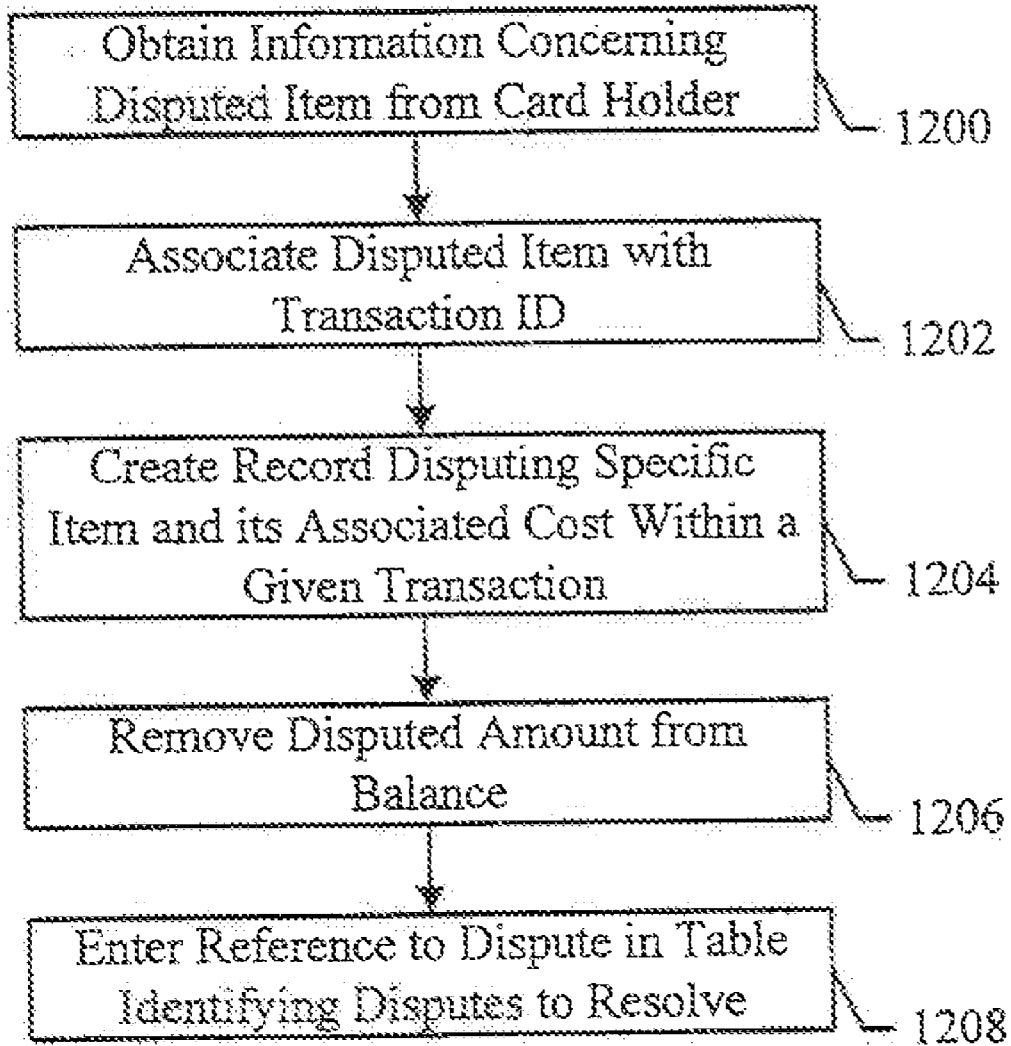 Obtain Information Concerning
Disputed Item from Card Holder
1200
Associate Disputed Item with
Transaction ID
1202
Create Record Disputing Specific
Item and its Associated Cost Within a
Given Transaction
1204
Remove Disputed Amount from
Balance
1206
Enter Reference to Dispute in Table
Identifying Disputes to Resolve
1208